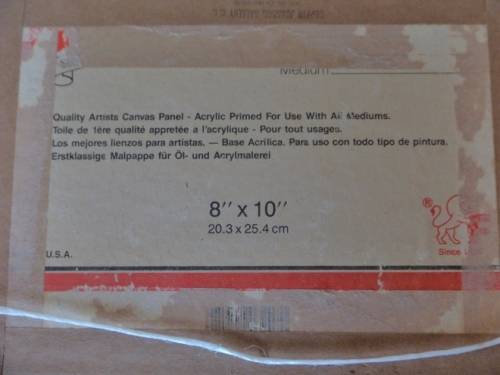 Medium
Quality Artists Canvas Panel - Acrylic Primed For Use With All Mediums.
Toile de 1ére qualité appretée a l'acrylique - Pour tout usages.
Los mejores lienzos para artistas. — Base Acrílica. Para uso con todo tipo de pintura.
Erstklassige Malpappe für Öl- und Acrylmalerei
8" x 10"
20.3 x 25.4 cm
®
Since
U.S.A.